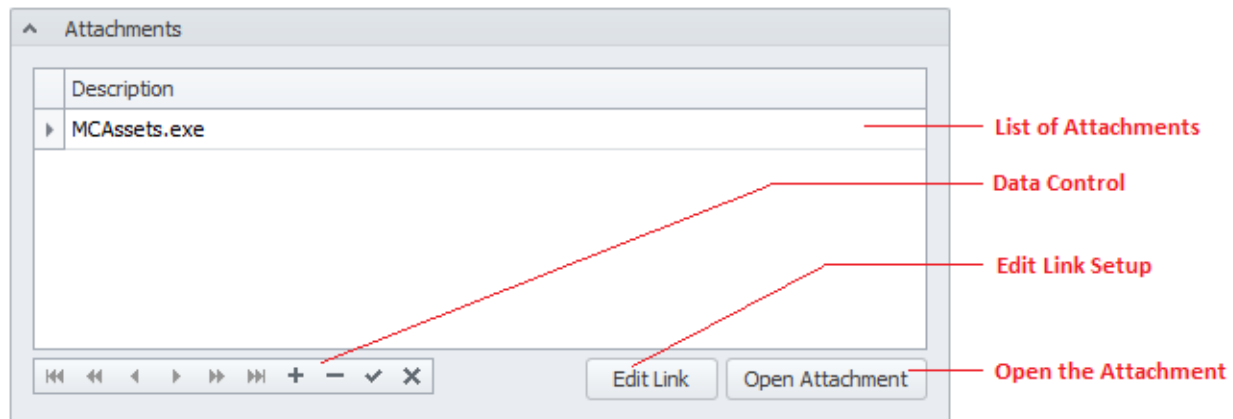 Attachments
Description
MCAssets.exe
List of Attachments
Data Control
Edit Link Setup
Edit Link
Open Attachment
Open the Attachment